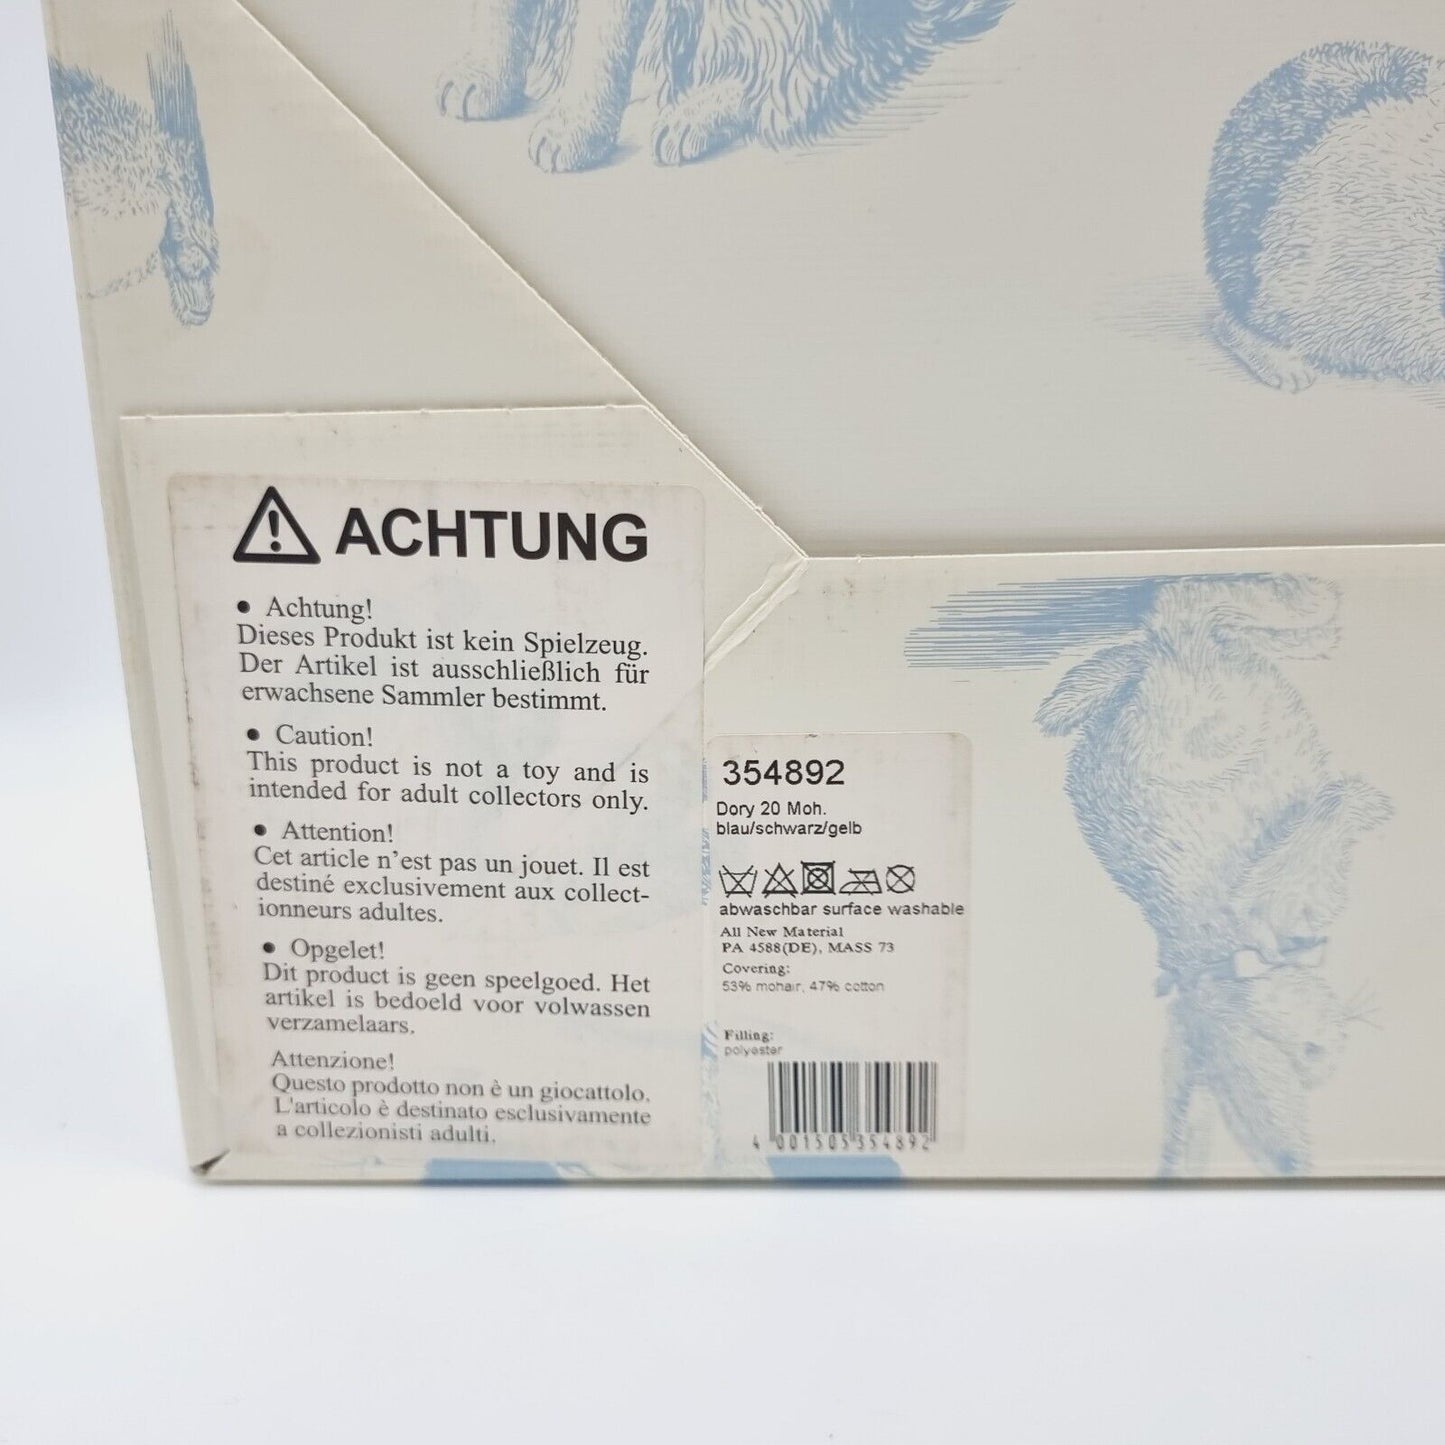 ACHTUNG
• Achtung!
Dieses Produkt ist kein Spielzeug.
Der Artikel ist ausschließlich für
erwachsene Sammler bestimmt.
• Caution!
This product is not a toy and is
intended for adult collectors only.
• Attention!
Cet article n'est pas un jouet. Il est
destiné exclusivement aux collect-
ionneurs adultes.
• Opgelet!
Dit product is geen speelgoed. Het
artikel is bedoeld voor volwassen
verzamelaars.
Attenzione!
Questo prodotto non è un giocattolo.
L'articolo è destinato esclusivamente
a collezionisti adulti.
354892
Dory 20 Moh.
blau/schwarz/gelb
abwaschbar surface washable
All New Material
PA 4588(DE), MASS 73
Covering:
53% mohair, 47% cotton
Filling:
polyester
4 001505 354892